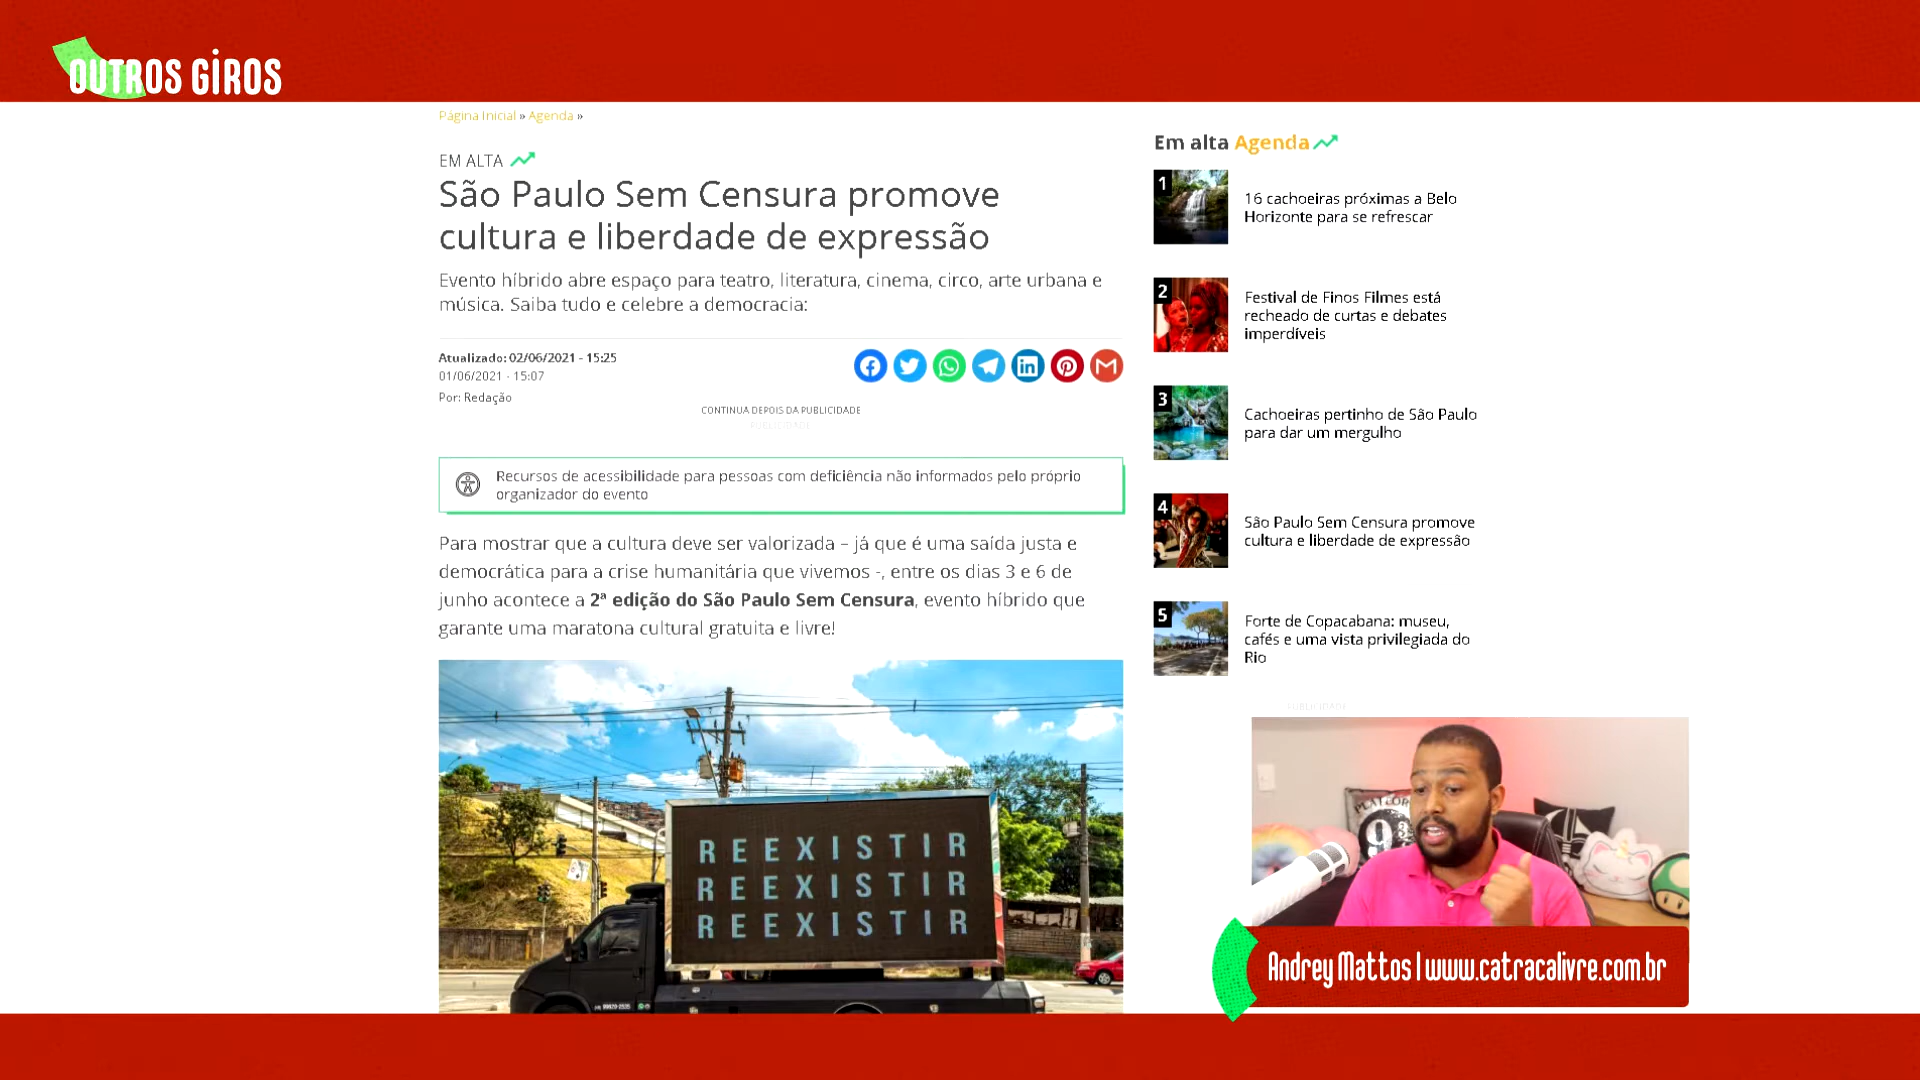 OUTROS GIROS
Página Inicial » Agenda »
EM ALTA
São Paulo Sem Censura promove
cultura e liberdade de expressão
Evento híbrido abre espaço para teatro, literatura, cinema, circo, arte urbana e
música. Saiba tudo e celebre a democracia:
Atualizado: 02/06/2021 - 15:25
01/06/2021 - 15:07
Por: Redação
CONTINUA DEPOIS DA PUBLICIDADE
PUBLICIDADE
Recursos de acessibilidade para pessoas com deficiência não informados pelo próprio
organizador do evento
Para mostrar que a cultura deve ser valorizada – já que é uma saída justa e
democrática para a crise humanitária que vivemos -, entre os dias 3 e 6 de
junho acontece a 2ª edição do São Paulo Sem Censura, evento híbrido que
garante uma maratona cultural gratuita e livre!
REEXISTIR
REEXISTIR
REEXISTIR
Em alta Agenda
1
16 cachoeiras próximas a Belo
Horizonte para se refrescar
2
Festival de Finos Filmes está
recheado de curtas e debates
imperdíveis
3
Cachoeiras pertinho de São Paulo
para dar um mergulho
4
São Paulo Sem Censura promove
cultura e liberdade de expressão
5
Forte de Copacabana: museu,
cafés e uma vista privilegiada do
Rio
PUBLICIDADE
Andrey Mattos | www.catracalivre.com.br